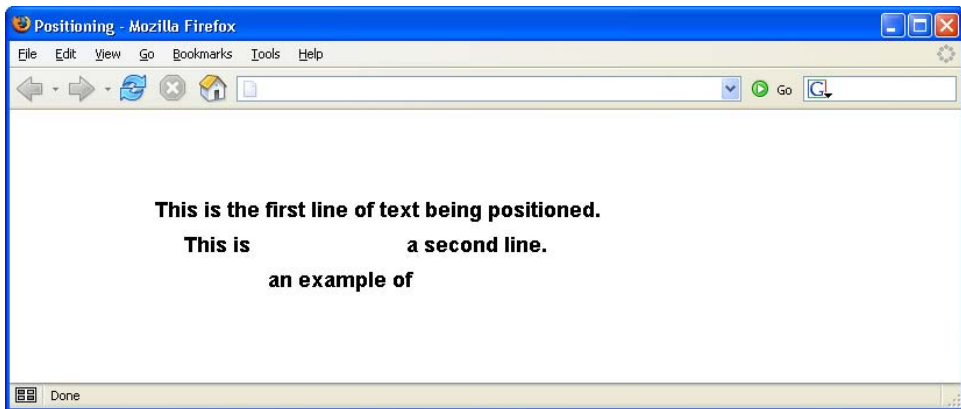 Positioning - Mozilla Firefox
File Edit View Go Bookmarks Tools Help
Go G
This is the first line of text being positioned.
This is a second line.
an example of
Done